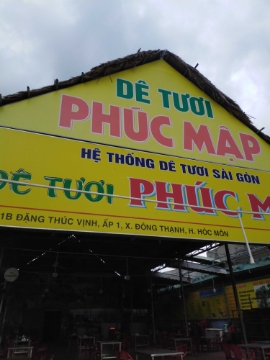 DÊ TƯƠI
PHÚC MẬP
HỆ THỐNG DÊ TƯƠI SÀI GÒN
DÊ TƯƠI PHÚC M
1B ĐẶNG THÚC VỊNH, ẤP 1, X. ĐÔNG THẠNH, H. HÓC MÔN